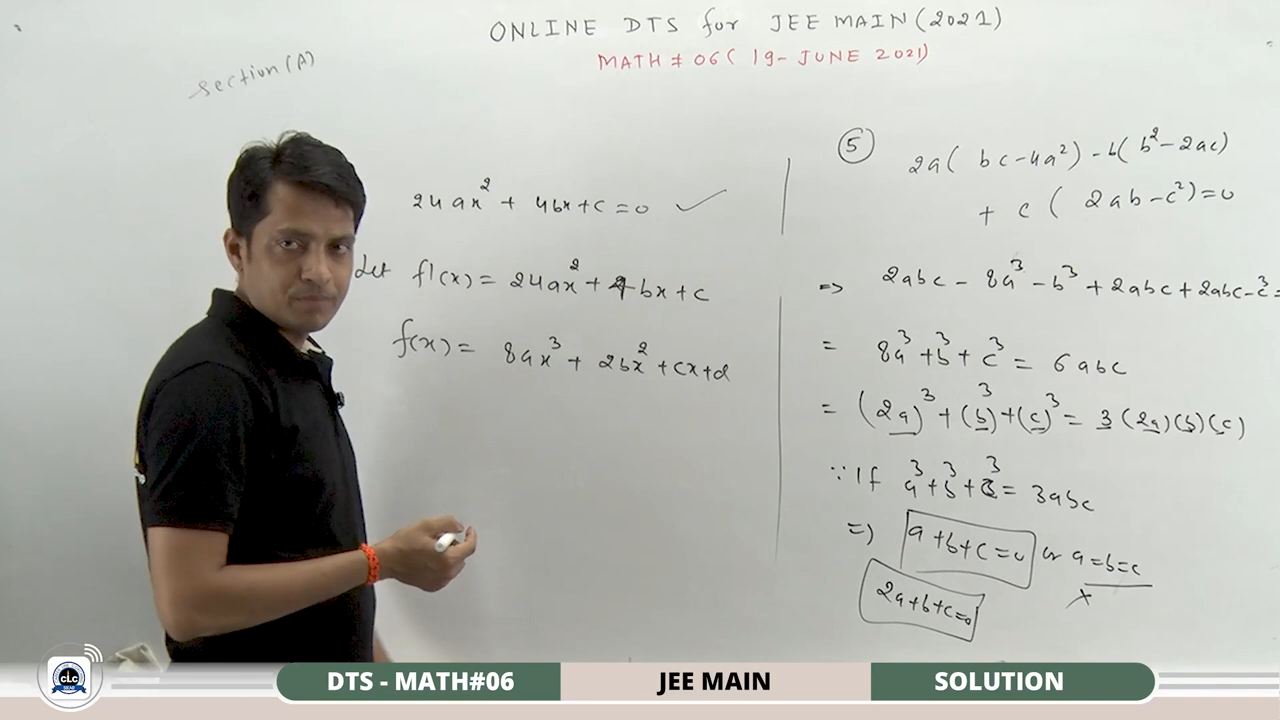 ONLINE DTS for JEE MAIN (2021)
MATH # 06 ( 19 - JUNE 2021)
section (A)
24ax² + 4bx + c = 0 ✓
Let f'(x) = 24ax² + 4bx + c
f(x) = 8ax³ + 2bx² + cx + d
⑤ 2a( bc - 4a²) - b( b² - 2ac)
+ c ( 2ab - c²) = 0
=> 2abc - 8a³ - b³ + 2abc + 2abc - c³ =
= 8a³ + b³ + c³ = 6abc
= (2a)³ + (b)³ + (c)³ = 3 (2a)(b)(c)
∵ If a³ + b³ + c³ = 3abc
=) a + b + c = 0 or a = b = c
2a + b + c = 0 ×
CLC
DTS - MATH#06
JEE MAIN
SOLUTION